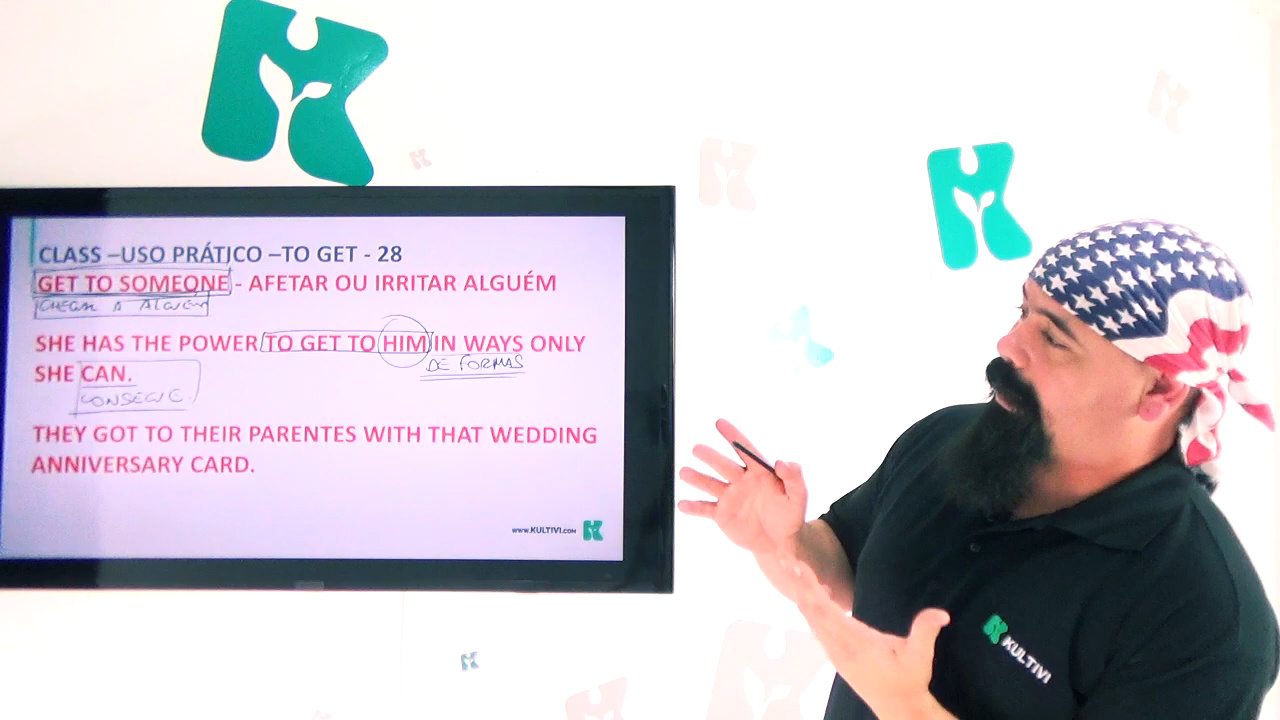 CLASS –USO PRÁTICO –TO GET - 28
GET TO SOMEONE - AFETAR OU IRRITAR ALGUÉM
CHEGAR A ALGUÉM
SHE HAS THE POWER TO GET TO HIM IN WAYS ONLY
DE FORMAS
SHE CAN.
CONSEGUE.
THEY GOT TO THEIR PARENTES WITH THAT WEDDING
ANNIVERSARY CARD.
WWW.KULTIVI.COM
KULTIVI